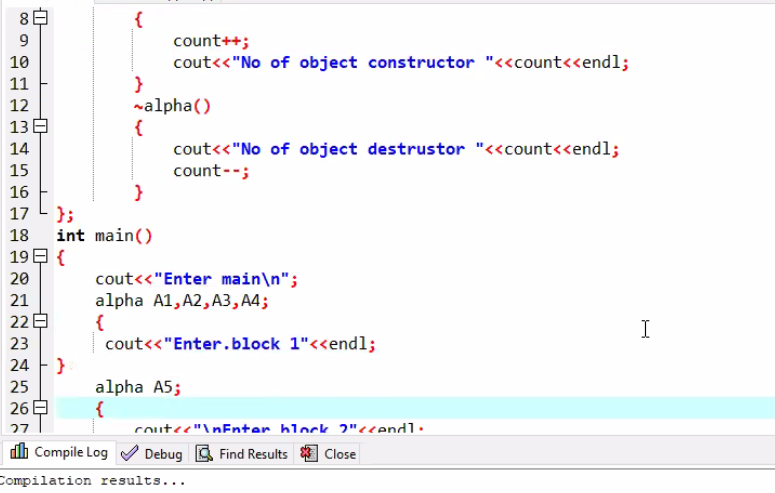 8 {
9 count++;
10 cout<<"No of object constructor "<<count<<endl;
11 }
12 ~alpha()
13 {
14 cout<<"No of object destrustor "<<count<<endl;
15 count--;
16 }
17 };
18 int main()
19 {
20 cout<<"Enter main\n";
21 alpha A1,A2,A3,A4;
22 {
23 cout<<"Enter.block 1"<<endl;
24 }
25 alpha A5;
26 {
27 cout<<"\nEnter block 2"<<endl;
Compile Log Debug Find Results Close
Compilation results...